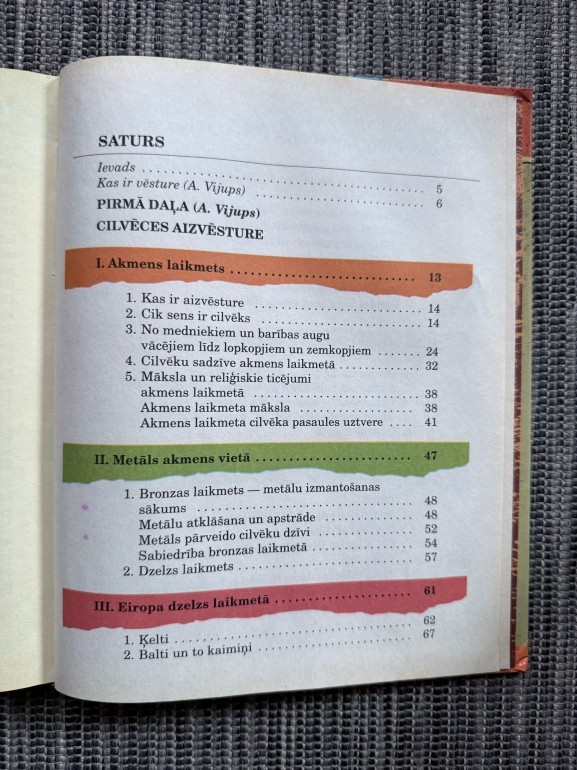 SATURS
Ievads . . . . . . . . . . . . . . . . . . . . . . . . . . . . . . . . . . . . 5
Kas ir vēsture (A. Vijups) . . . . . . . . . . . . . . . . . . . . 6
PIRMĀ DAĻA (A. Vijups)
CILVĒCES AIZVĒSTURE
I. Akmens laikmets . . . . . . . . . . . . . . . . . . . . . . . . . . 13
1. Kas ir aizvēsture . . . . . . . . . . . . . . . . . . . . . . 14
2. Cik sens ir cilvēks . . . . . . . . . . . . . . . . . . . . . 14
3. No medniekiem un barības augu
vācējiem līdz lopkopjiem un zemkopjiem . . . . . . . 24
4. Cilvēku sadzīve akmens laikmetā . . . . . . . . . . . 32
5. Māksla un reliģiskie ticējumi
akmens laikmetā . . . . . . . . . . . . . . . . . . . . . 38
Akmens laikmeta māksla . . . . . . . . . . . . . . . . 38
Akmens laikmeta cilvēka pasaules uztvere . . . . 41
II. Metāls akmens vietā . . . . . . . . . . . . . . . . . . . . . . 47
1. Bronzas laikmets — metālu izmantošanas
sākums . . . . . . . . . . . . . . . . . . . . . . . . . . . . 48
Metālu atklāšana un apstrāde . . . . . . . . . . . . . 48
Metāls pārveido cilvēku dzīvi . . . . . . . . . . . . . 52
Sabiedrība bronzas laikmetā . . . . . . . . . . . . . . 54
2. Dzelzs laikmets . . . . . . . . . . . . . . . . . . . . . . . 57
III. Eiropa dzelzs laikmetā . . . . . . . . . . . . . . . . . . . 61
1. Ķelti . . . . . . . . . . . . . . . . . . . . . . . . . . . . . . . 62
2. Balti un to kaimiņi . . . . . . . . . . . . . . . . . . . . 67